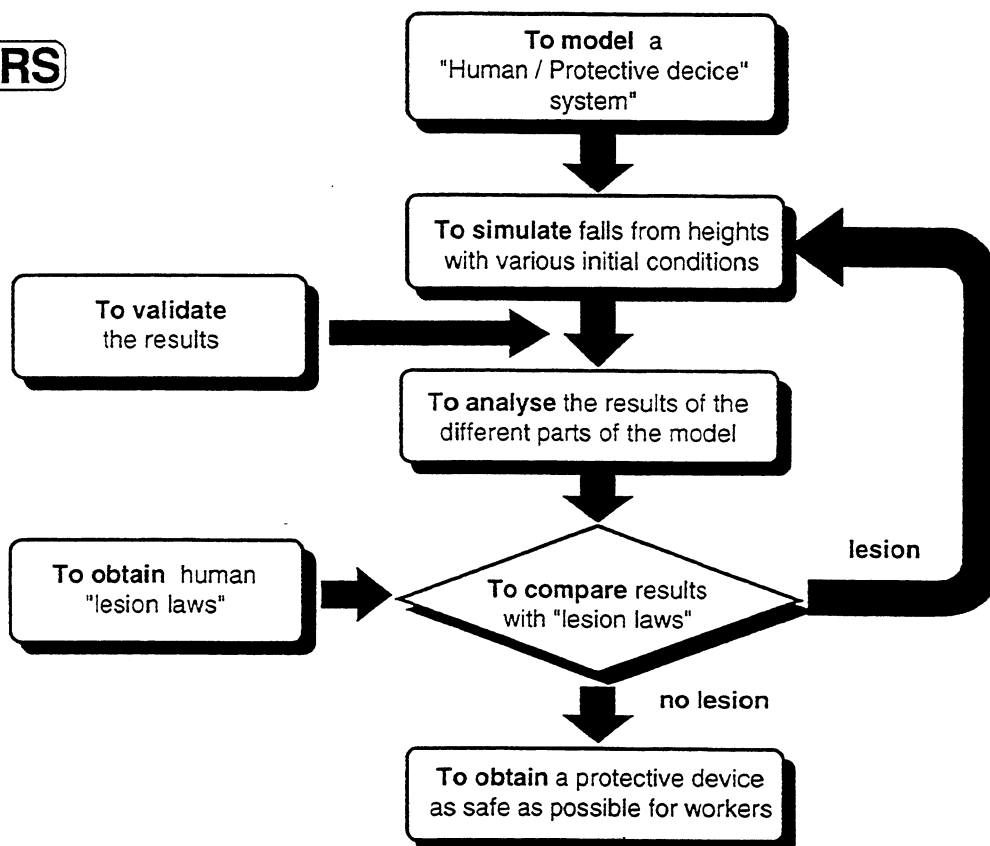 RS
To model a
"Human / Protective decice"
system"
To simulate falls from heights
with various initial conditions
To validate
the results
To analyse the results of the
different parts of the model
To obtain human
"lesion laws"
To compare results
with "lesion laws"
lesion
no lesion
To obtain a protective device
as safe as possible for workers